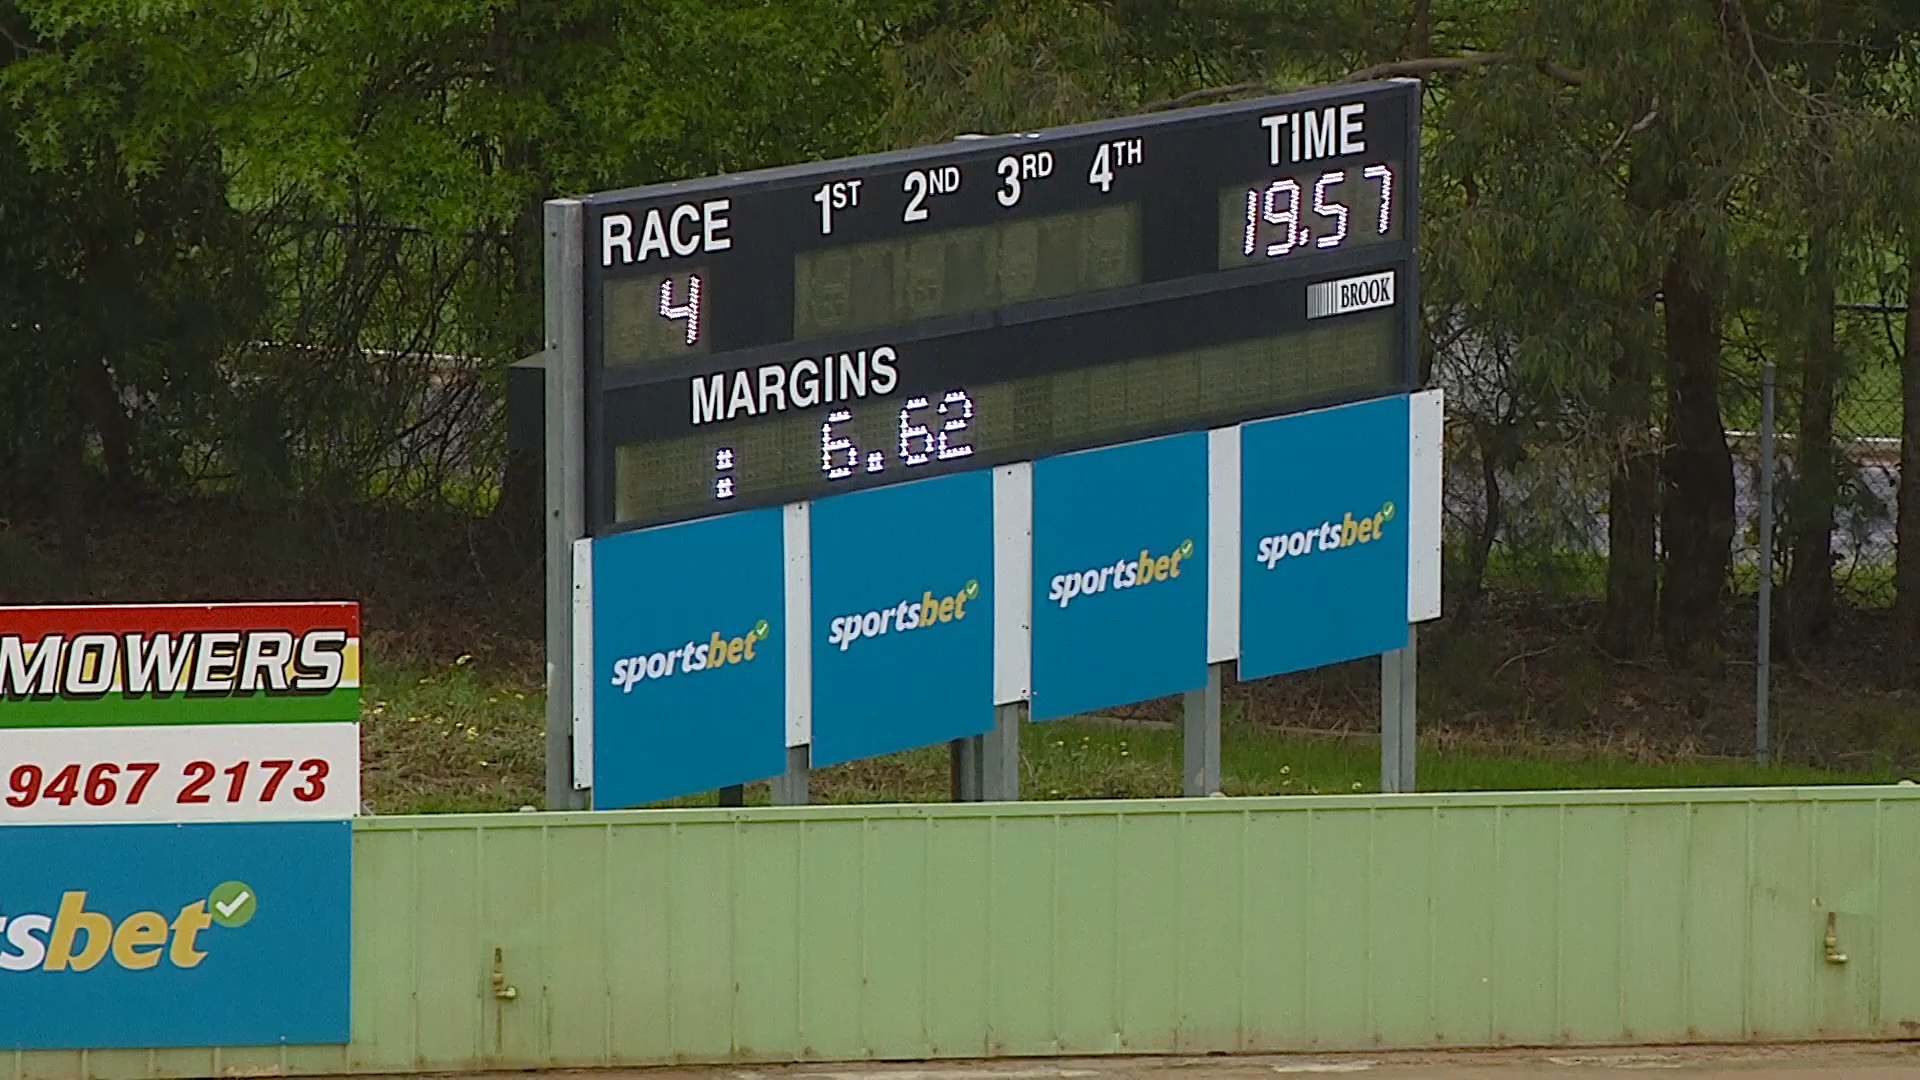 RACE 1ST 2ND 3RD 4TH TIME
4 19.57
BROOK
MARGINS
: 6.62
sportsbet sportsbet sportsbet sportsbet
MOWERS
9467 2173
tsbet